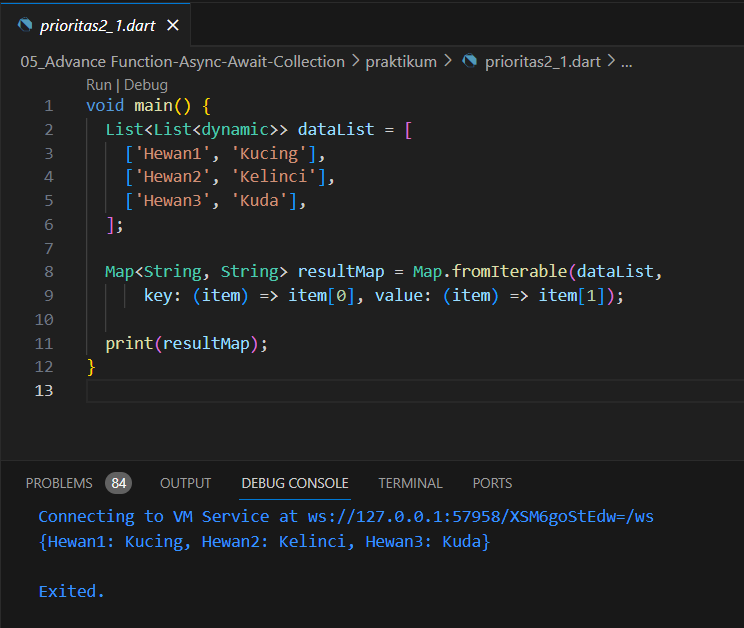 prioritas2_1.dart
05_Advance Function-Async-Await-Collection > praktikum > prioritas2_1.dart > ...
Run | Debug
1 void main() {
2 List<List<dynamic>> dataList = [
3 ['Hewan1', 'Kucing'],
4 ['Hewan2', 'Kelinci'],
5 ['Hewan3', 'Kuda'],
6 ];
7
8 Map<String, String> resultMap = Map.fromIterable(dataList,
9 key: (item) => item[0], value: (item) => item[1]);
10
11 print(resultMap);
12 }
13
PROBLEMS 84 OUTPUT DEBUG CONSOLE TERMINAL PORTS
Connecting to VM Service at ws://127.0.0.1:57958/XSM6goStEdw=/ws
{Hewan1: Kucing, Hewan2: Kelinci, Hewan3: Kuda}
Exited.